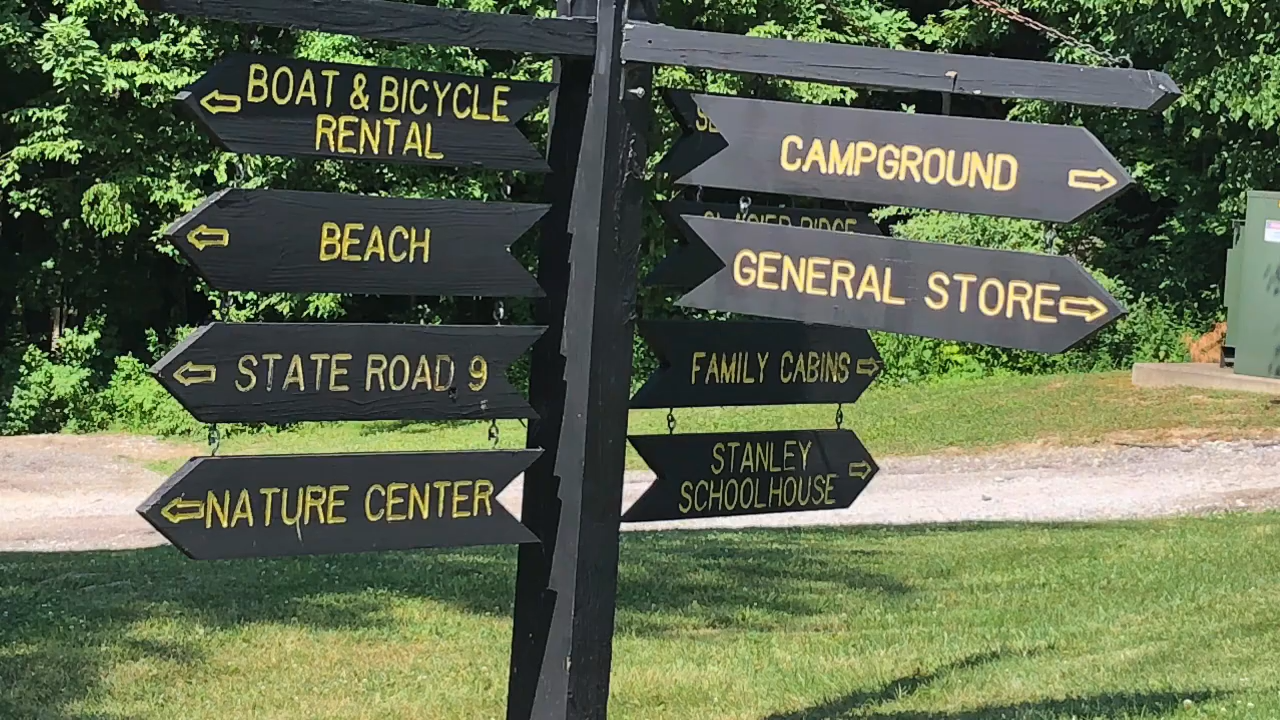 BOAT & BICYCLE
RENTAL
BEACH
STATE ROAD 9
NATURE CENTER
CAMPGROUND
GENERAL STORE
FAMILY CABINS
STANLEY
SCHOOLHOUSE